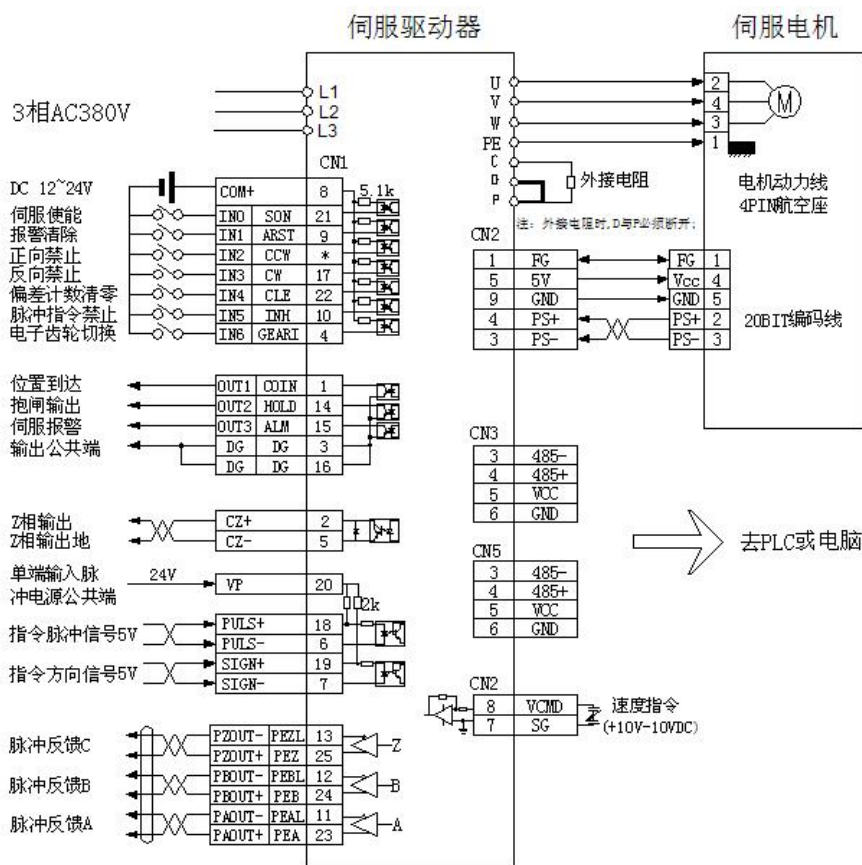 伺服驱动器
伺服电机
3相AC380V
L1
L2
L3
U
V
W
PE
C
D
P
2
4
3
1
M
外接电阻
注: 外接电阻时,D与P必须断开;
电机动力线
4PIN航空座
CN1
DC 12~24V COM+ 8 5.1k
伺服使能 IN0 SON 21
报警清除 IN1 ARST 9
正向禁止 IN2 CCW *
反向禁止 IN3 CW 17
偏差计数清零 IN4 CLE 22
脉冲指令禁止 IN5 INH 10
电子齿轮切换 IN6 GEARI 4
CN2
1 FG FG 1
5 5V Vcc 4
9 GND GND 5
4 PS+ PS+ 2
3 PS- PS- 3
20BIT编码线
位置到达 OUT1 COIN 1
抱闸输出 OUT2 HOLD 14
伺服报警 OUT3 ALM 15
输出公共端 DG DG 3
DG DG 16
CN3
3 485-
4 485+
5 VCC
6 GND
Z相输出 CZ+ 2
Z相输出地 CZ- 5
去PLC或电脑
CN5
3 485-
4 485+
5 VCC
6 GND
单端输入脉
冲电源公共端
24V VP 20
2k
指令脉冲信号5V PULS+ 18
PULS- 6
指令方向信号5V SIGN+ 19
SIGN- 7
CN2
8 VCMD
7 SG
速度指令
(+10V-10VDC)
脉冲反馈C PZOUT- PEZL 13 Z
PZOUT+ PEZ 25
脉冲反馈B PBOUT- PEBL 12 B
PBOUT+ PEB 24
脉冲反馈A PAOUT- PEAL 11 A
PAOUT+ PEA 23